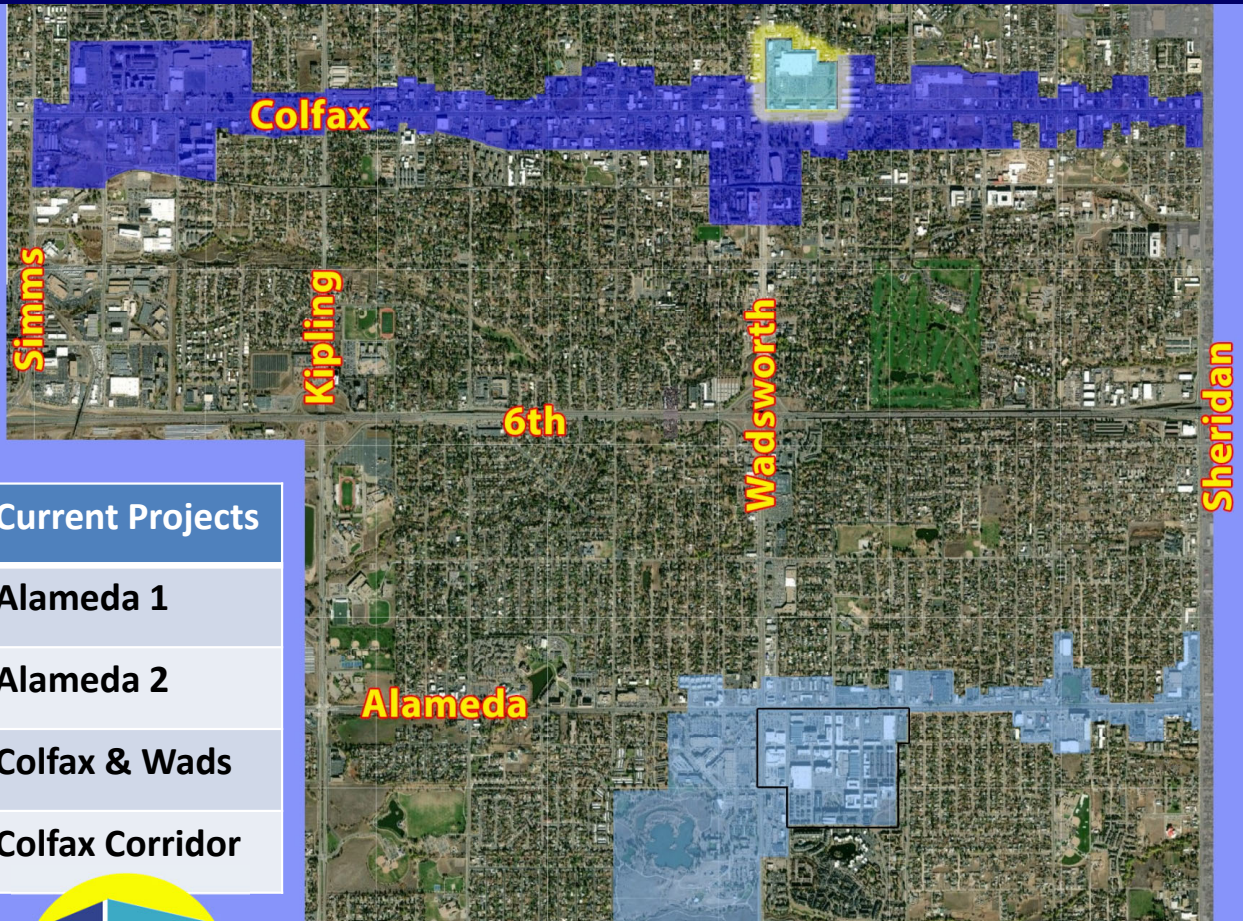 Colfax
Simms
Kipling
Wadsworth
6th
Sheridan
Alameda
Current Projects
Alameda 1
Alameda 2
Colfax & Wads
Colfax Corridor